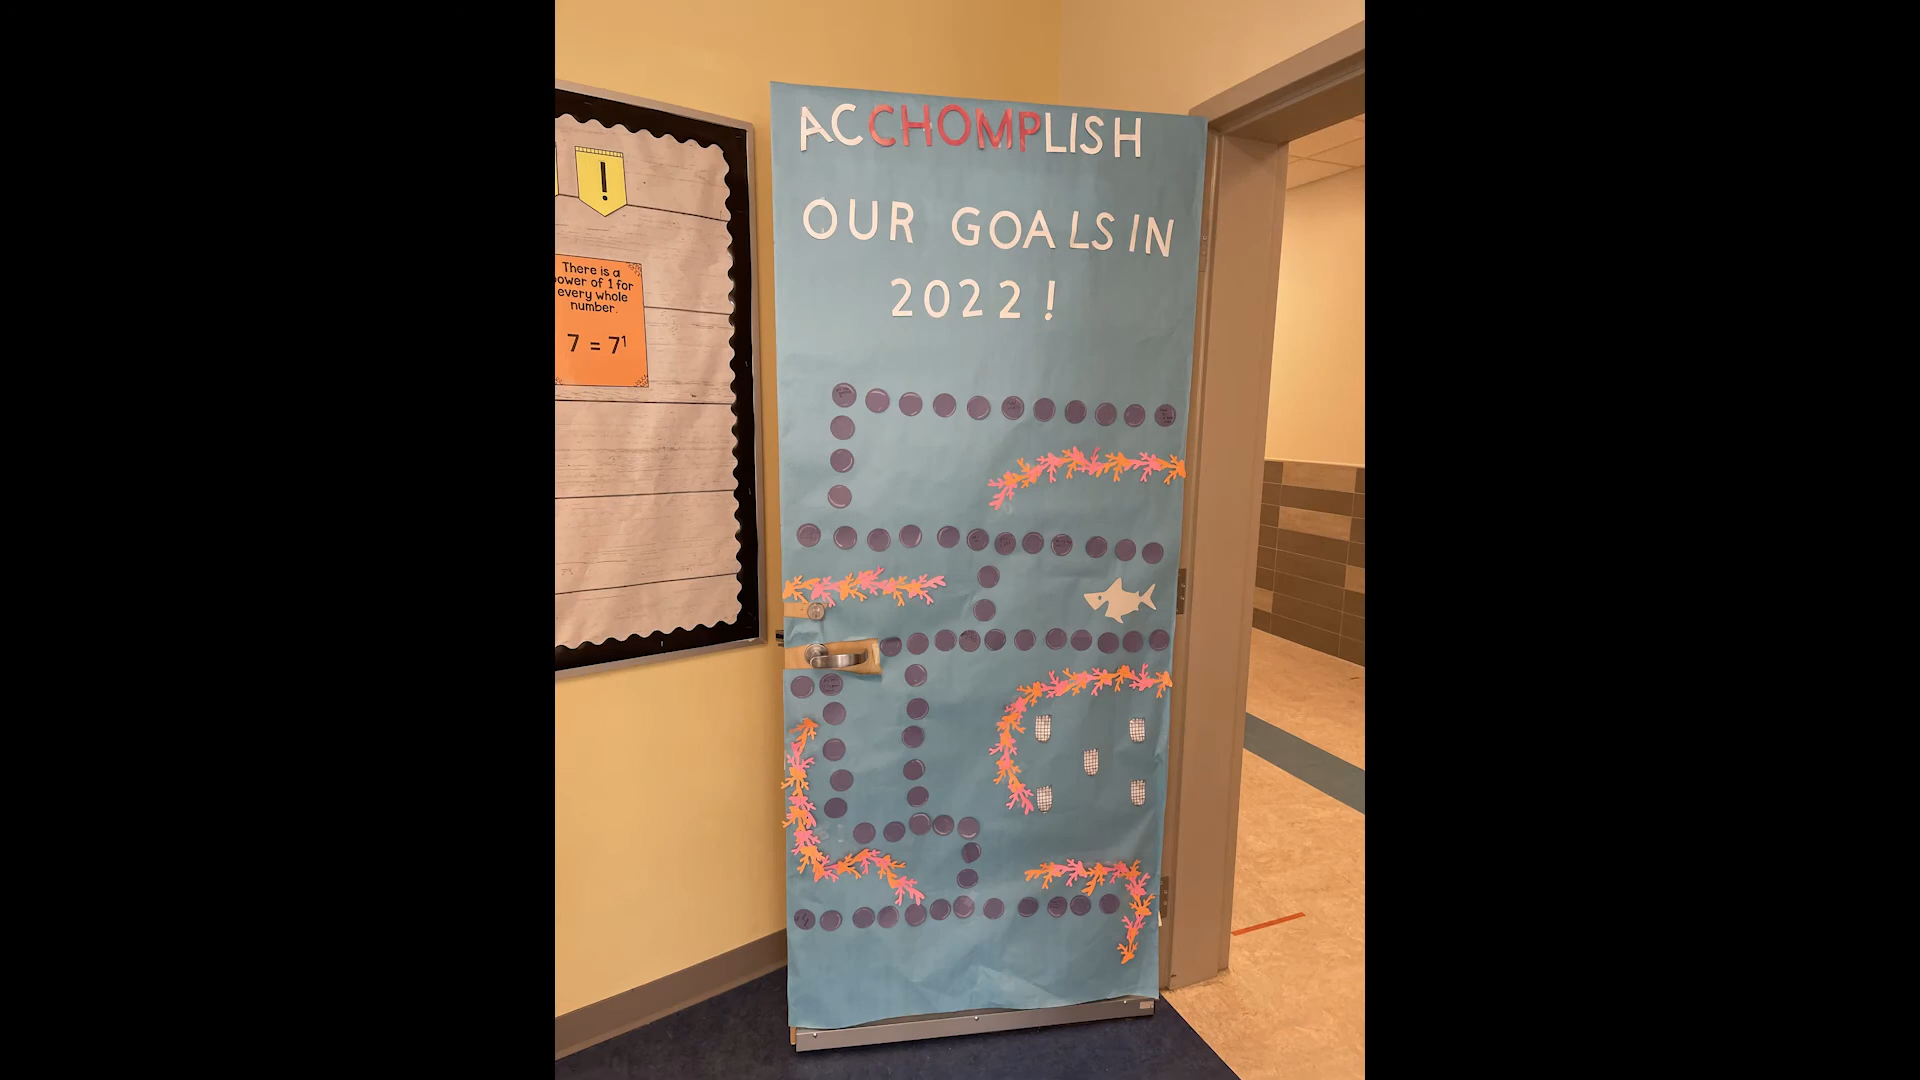 !
There is a
power of 1 for
every whole
number.
7 = 7¹
ACCHOMPLISH
OUR GOALS IN
2022!